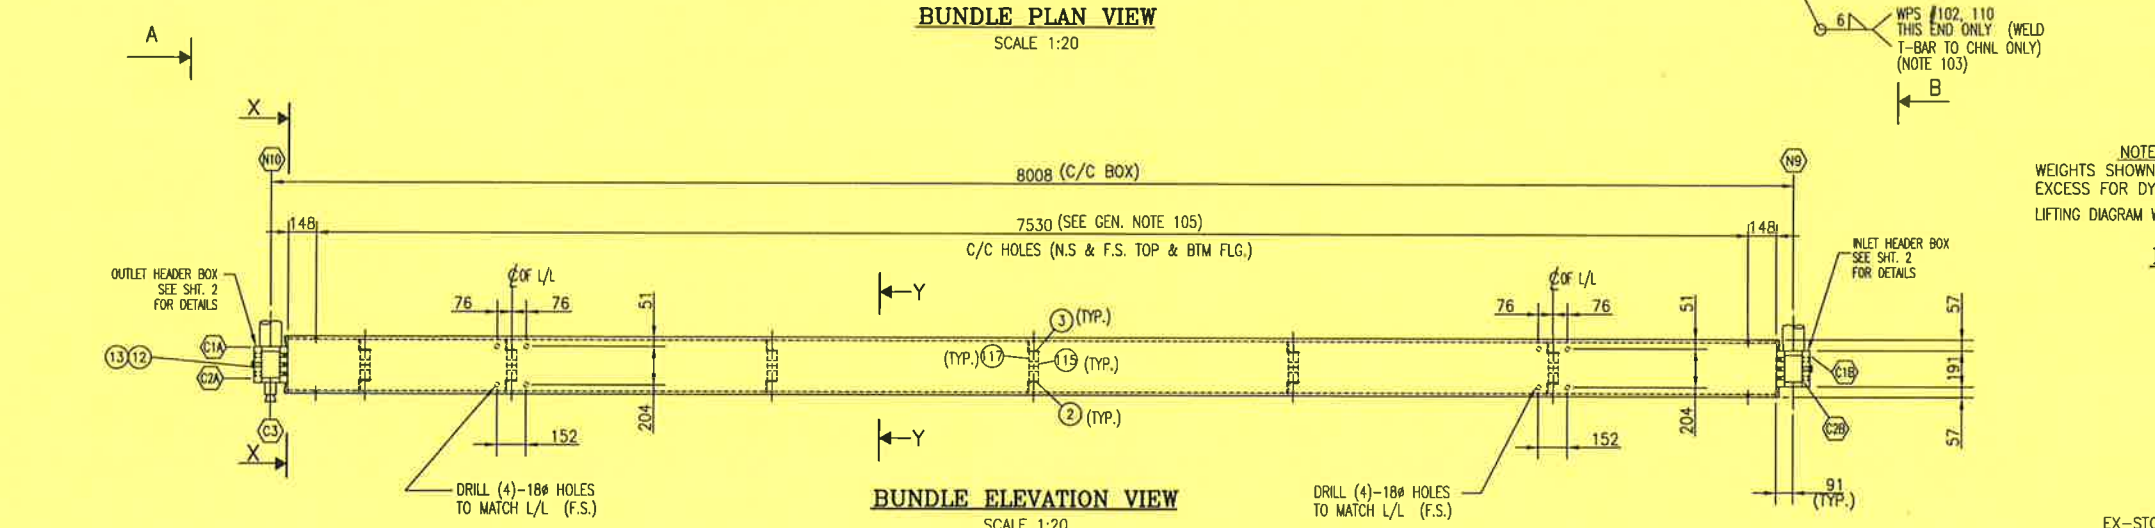 BUNDLE PLAN VIEW
SCALE 1:20
A
6
WPS #102, 110
THIS END ONLY (WELD
T-BAR TO CHNL ONLY)
(NOTE 103)
B
X
N10
8008 (C/C BOX)
N9
NOTE
WEIGHTS SHOWN
EXCESS FOR DY
LIFTING DIAGRAM W
148
7530 (SEE GEN. NOTE 105)
148
C/C HOLES (N.S & F.S. TOP & BTM FLG.)
OUTLET HEADER BOX
SEE SHT. 2
FOR DETAILS
INLET HEADER BOX
SEE SHT. 2
FOR DETAILS
℄ OF L/L
℄ OF L/L
76
76
51
Y
76
76
51
57
3 (TYP.)
13 12
C1A
C2A
(TYP.) 117
115 (TYP.)
C1B
191
2 (TYP.)
C3
204
152
Y
204
152
C2B
57
X
DRILL (4)-18ø HOLES
TO MATCH L/L (F.S.)
BUNDLE ELEVATION VIEW
SCALE 1:20
DRILL (4)-18ø HOLES
TO MATCH L/L (F.S.)
91
(TYP.)
EX-STO